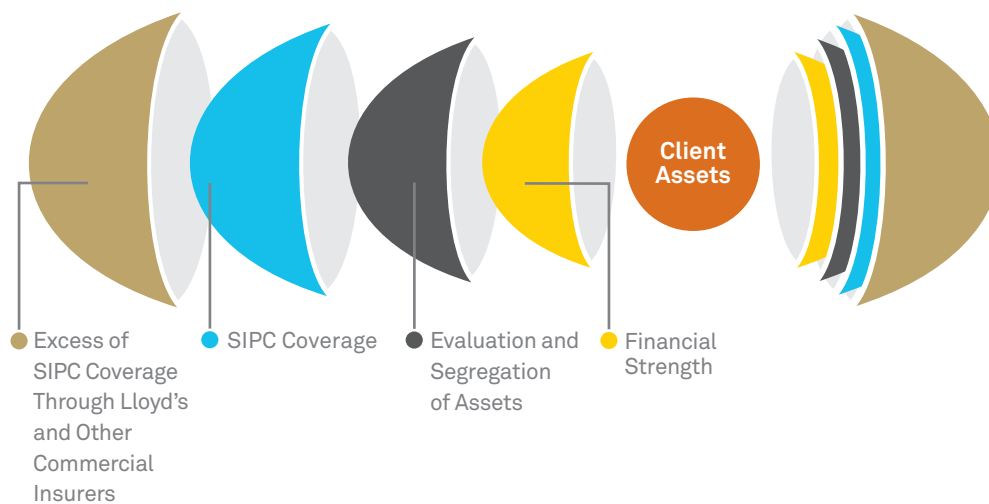 Client
Assets
Excess of
SIPC Coverage
Through Lloyd’s
and Other
Commercial
Insurers
SIPC Coverage
Evaluation and
Segregation
of Assets
Financial
Strength